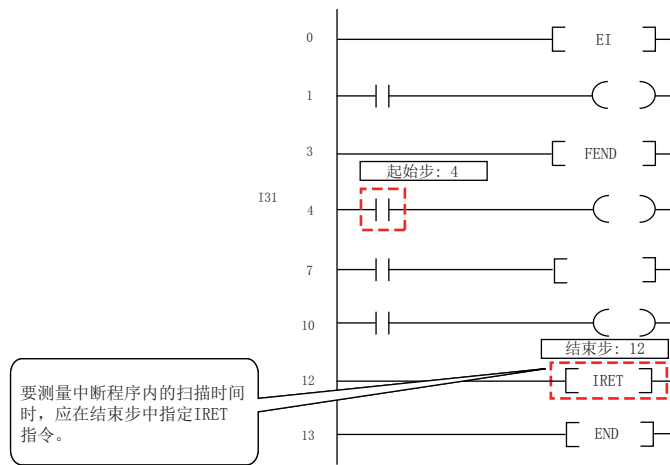 0
EI
1
3
FEND
起始步: 4
I31
4
7
10
结束步: 12
要测量中断程序内的扫描时间
时，应在结束步中指定IRET
指令。
12
IRET
13
END